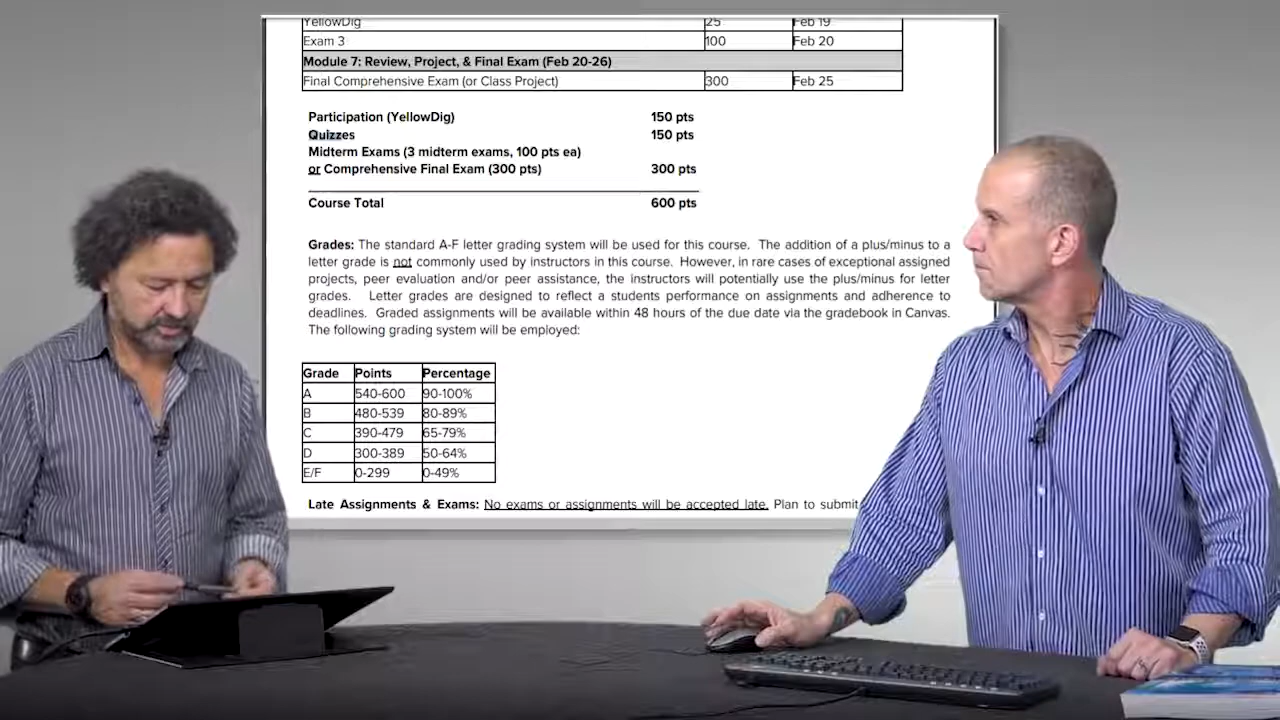 YellowDig 25 Feb 19
Exam 3 100 Feb 20
Module 7: Review, Project, & Final Exam (Feb 20-26)
Final Comprehensive Exam (or Class Project) 300 Feb 25
Participation (YellowDig) 150 pts
Quizzes 150 pts
Midterm Exams (3 midterm exams, 100 pts ea)
or Comprehensive Final Exam (300 pts) 300 pts
Course Total 600 pts
Grades: The standard A-F letter grading system will be used for this course. The addition of a plus/minus to a
letter grade is not commonly used by instructors in this course. However, in rare cases of exceptional assigned
projects, peer evaluation and/or peer assistance, the instructors will potentially use the plus/minus for letter
grades. Letter grades are designed to reflect a students performance on assignments and adherence to
deadlines. Graded assignments will be available within 48 hours of the due date via the gradebook in Canvas.
The following grading system will be employed:
Grade Points Percentage
A 540-600 90-100%
B 480-539 80-89%
C 390-479 65-79%
D 300-389 50-64%
E/F 0-299 0-49%
Late Assignments & Exams: No exams or assignments will be accepted late. Plan to submit